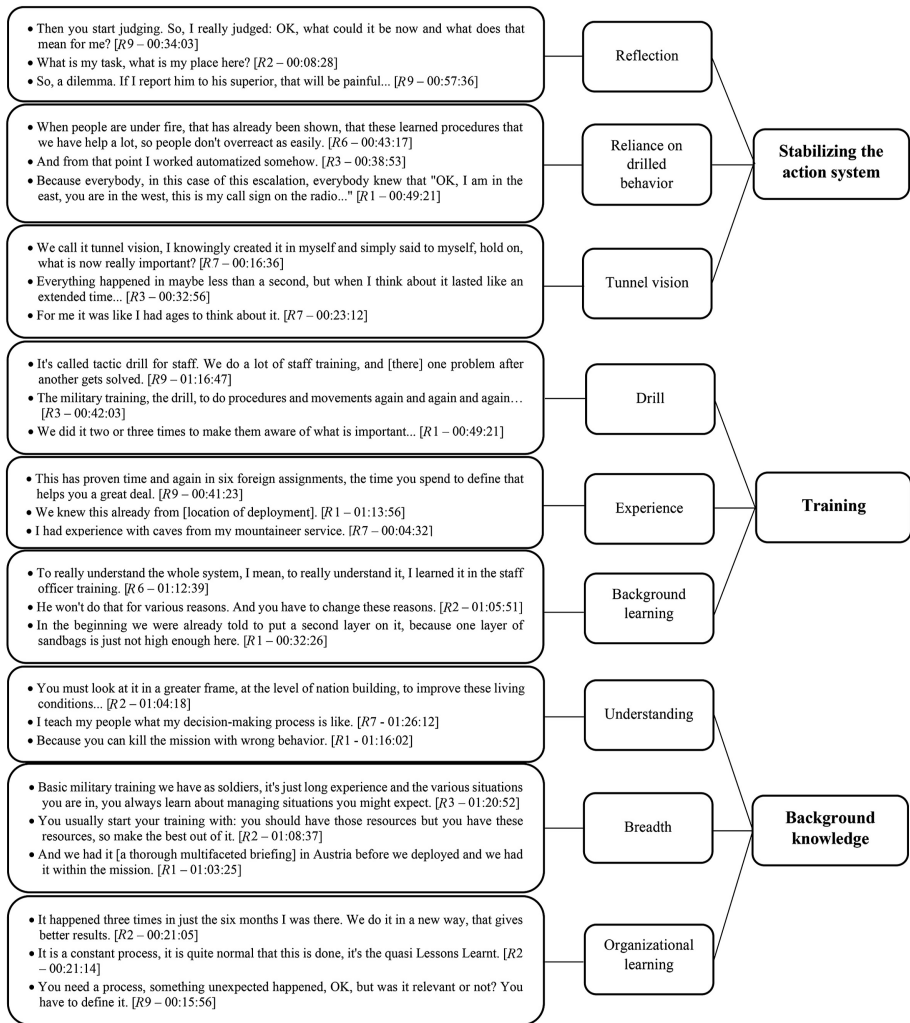 • Then you start judging. So, I really judged: OK, what could it be now and what does that
mean for me? [R9 – 00:34:03]
• What is my task, what is my place here? [R2 – 00:08:28]
• So, a dilemma. If I report him to his superior, that will be painful... [R9 – 00:57:36]
Reflection
• When people are under fire, that has already been shown, that these learned procedures that
we have help a lot, so people don't overreact as easily. [R6 – 00:43:17]
• And from that point I worked automatized somehow. [R3 – 00:38:53]
• Because everybody, in this case of this escalation, everybody knew that "OK, I am in the
east, you are in the west, this is my call sign on the radio..." [R1 – 00:49:21]
Reliance on
drilled
behavior
Stabilizing the
action system
• We call it tunnel vision, I knowingly created it in myself and simply said to myself, hold on,
what is now really important? [R7 – 00:16:36]
• Everything happened in maybe less than a second, but when I think about it lasted like an
extended time... [R3 – 00:32:56]
• For me it was like I had ages to think about it. [R7 – 00:23:12]
Tunnel vision
• It's called tactic drill for staff. We do a lot of staff training, and [there] one problem after
another gets solved. [R9 – 01:16:47]
• The military training, the drill, to do procedures and movements again and again and again…
[R3 – 00:42:03]
• We did it two or three times to make them aware of what is important... [R1 – 00:49:21]
Drill
• This has proven time and again in six foreign assignments, the time you spend to define that
helps you a great deal. [R9 – 00:41:23]
• We knew this already from [location of deployment]. [R1 – 01:13:56]
• I had experience with caves from my mountaineer service. [R7 – 00:04:32]
Experience
Training
• To really understand the whole system, I mean, to really understand it, I learned it in the staff
officer training. [R6 – 01:12:39]
• He won't do that for various reasons. And you have to change these reasons. [R2 – 01:05:51]
• In the beginning we were already told to put a second layer on it, because one layer of
sandbags is just not high enough here. [R1 – 00:32:26]
Background
learning
• You must look at it in a greater frame, at the level of nation building, to improve these living
conditions... [R2 – 01:04:18]
• I teach my people what my decision-making process is like. [R7 - 01:26:12]
• Because you can kill the mission with wrong behavior. [R1 - 01:16:02]
Understanding
• Basic military training we have as soldiers, it's just long experience and the various situations
you are in, you always learn about managing situations you might expect. [R3 – 01:20:52]
• You usually start your training with: you should have those resources but you have these
resources, so make the best out of it. [R2 – 01:08:37]
• And we had it [a thorough multifaceted briefing] in Austria before we deployed and we had
it within the mission. [R1 – 01:03:25]
Breadth
Background
knowledge
• It happened three times in just the six months I was there. We do it in a new way, that gives
better results. [R2 – 00:21:05]
• It is a constant process, it is quite normal that this is done, it's the quasi Lessons Learnt. [R2
– 00:21:14]
• You need a process, something unexpected happened, OK, but was it relevant or not? You
have to define it. [R9 – 00:15:56]
Organizational
learning